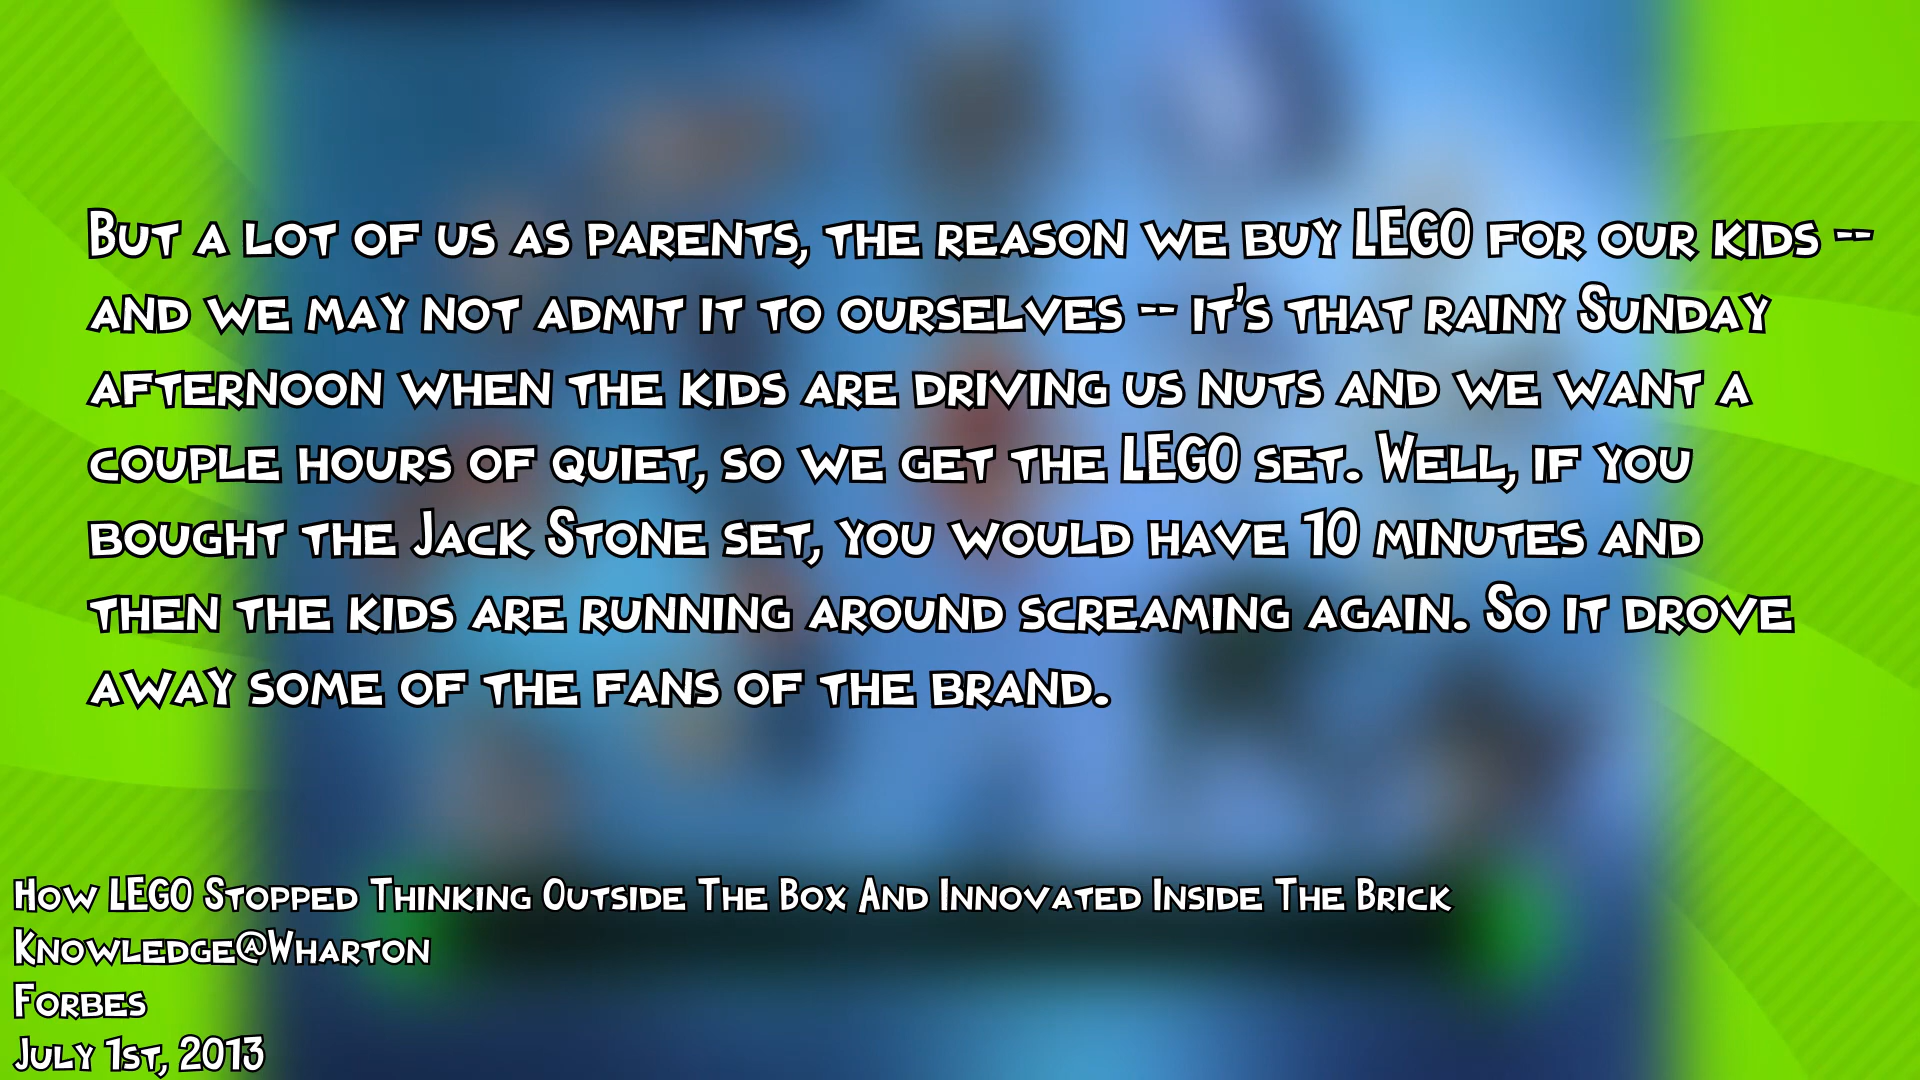 But a lot of us as parents, the reason we buy LEGO for our kids --
and we may not admit it to ourselves -- it's that rainy Sunday
afternoon when the kids are driving us nuts and we want a
couple hours of quiet, so we get the LEGO set. Well, if you
bought the Jack Stone set, you would have 10 minutes and
then the kids are running around screaming again. So it drove
away some of the fans of the brand.
How LEGO Stopped Thinking Outside The Box And Innovated Inside The Brick
Knowledge@Wharton
Forbes
July 1st, 2013